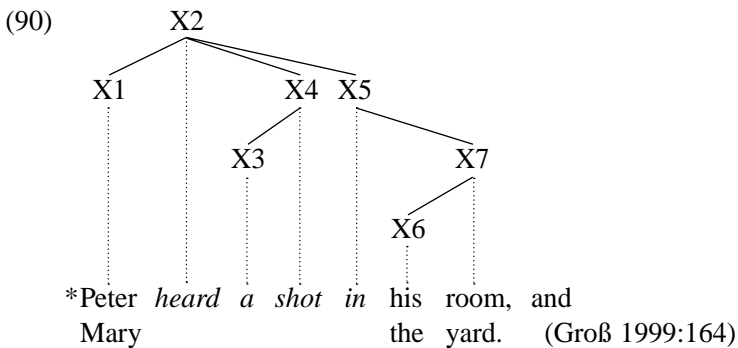 (90) X2
X1 X4 X5
X3 X7
X6
*Peter heard a shot in his room, and
Mary the yard. (Groß 1999:164)